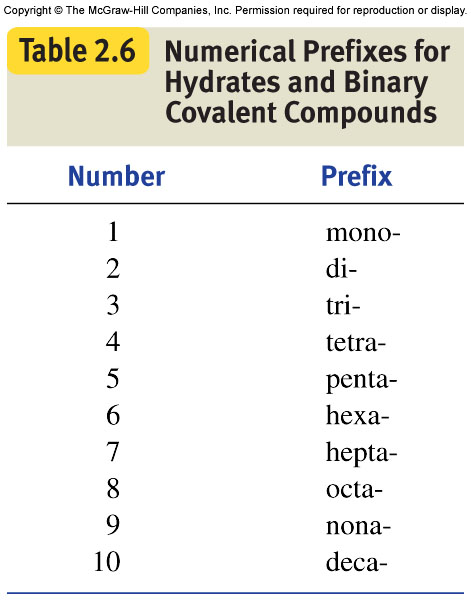 Copyright © The McGraw-Hill Companies, Inc. Permission required for reproduction or display.
Table 2.6 Numerical Prefixes for
Hydrates and Binary
Covalent Compounds
Number Prefix
1 mono-
2 di-
3 tri-
4 tetra-
5 penta-
6 hexa-
7 hepta-
8 octa-
9 nona-
10 deca-